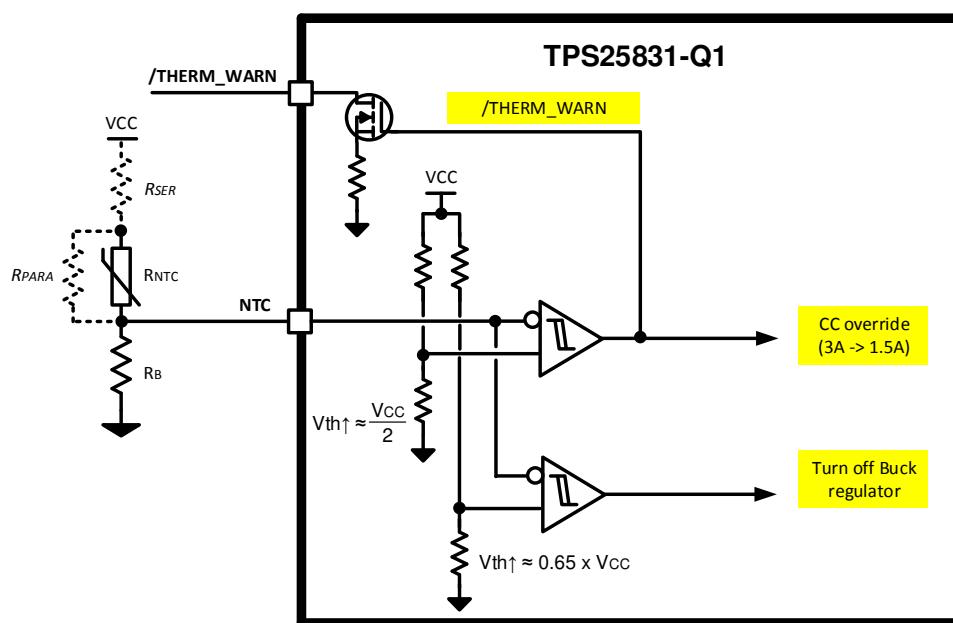 TPS25831-Q1
/THERM_WARN
/THERM_WARN
VCC
RSER
VCC
RPARA
RNTC
NTC
CC override
(3A -> 1.5A)
RB
Vth↑ ≈ VCC
2
Turn off Buck
regulator
Vth↑ ≈ 0.65 x VCC